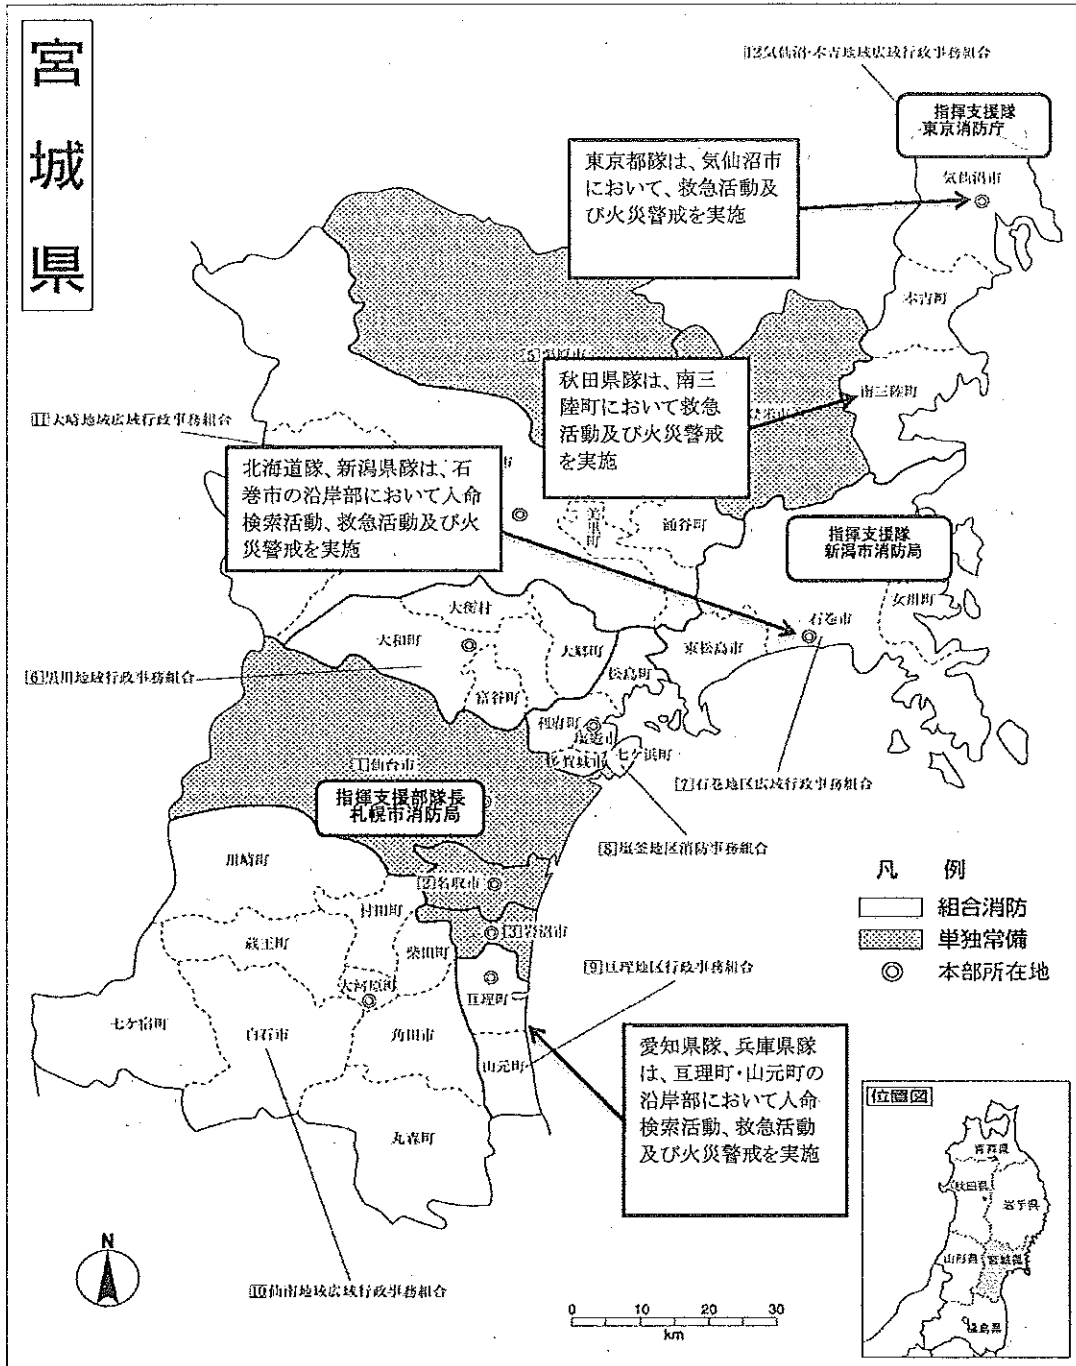 宮城県
[12]気仙沼・本吉地域広域行政事務組合
指揮支援隊
東京消防庁
東京都隊は、気仙沼市
において、救急活動及
び火災警戒を実施
気仙沼市
本吉町
秋田県隊は、南三
陸町において救急
活動及び火災警戒
を実施
南三陸町
[11]大崎地域広域行政事務組合
北海道隊、新潟県隊は、石
巻市の沿岸部において人命
検索活動、救急活動及び火
災警戒を実施
美里町
涌谷町
指揮支援隊
新潟市消防局
女川町
石巻市
東松島市
大衡村
大和町
大郷町
松島町
[6]黒川地域行政事務組合
富谷町
利府町
塩竈市
多賀城市
七ヶ浜町
[1]仙台市
[7]石巻地区広域行政事務組合
指揮支援部隊長
札幌市消防局
[8]塩釜地区消防事務組合
川崎町
[2]名取市
村田町
[3]岩沼市
蔵王町
柴田町
[9]亘理地区行政事務組合
大河原町
亘理町
七ケ宿町
白石市
角田市
山元町
丸森町
凡 例
組合消防
単独常備
本部所在地
愛知県隊、兵庫県隊
は、亘理町・山元町の
沿岸部において人命
検索活動、救急活動
及び火災警戒を実施
位置図
青森県
秋田県
岩手県
山形県
宮城県
福島県
N
[10]仙南地域広域行政事務組合
0 10 20 30
km